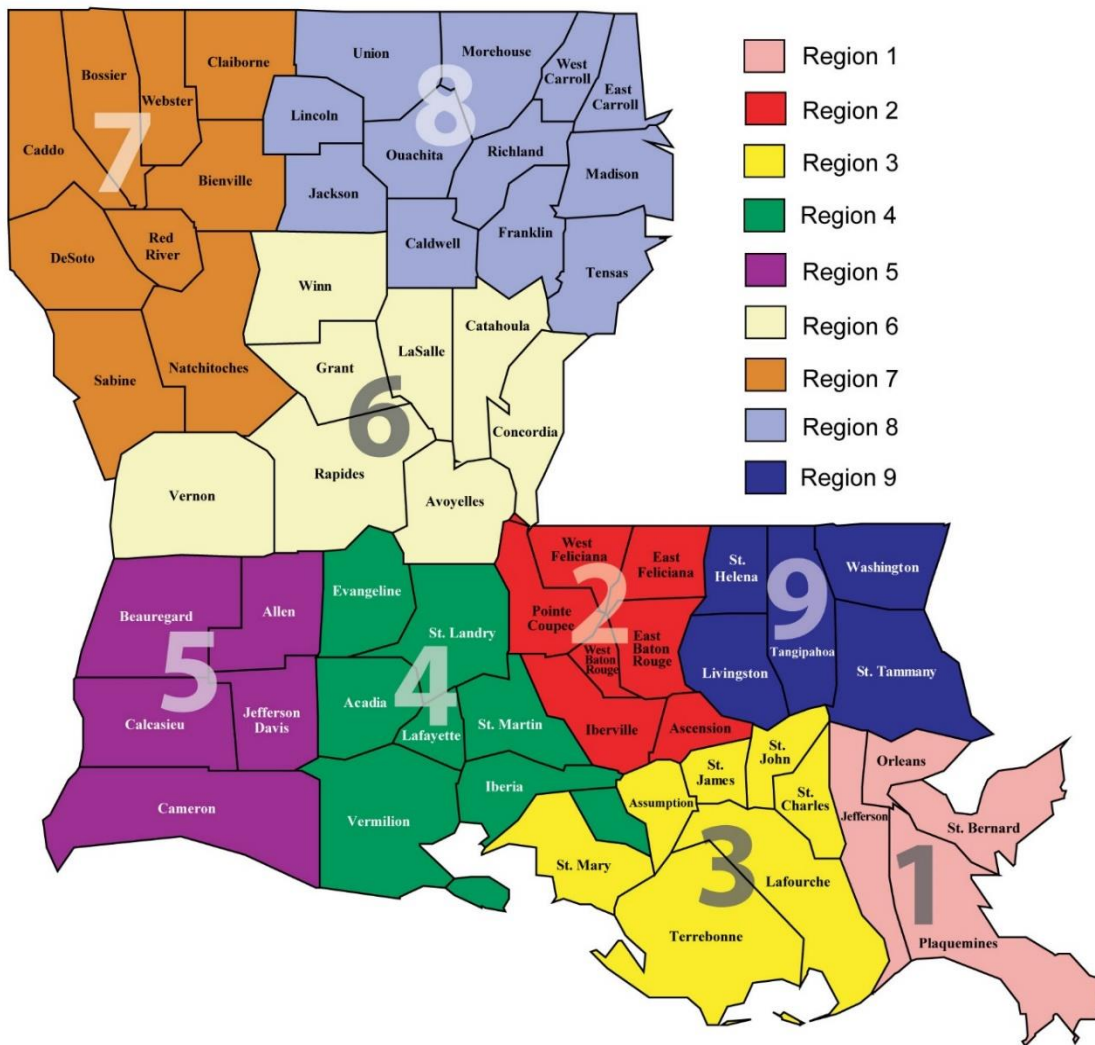 Union
Morehouse
West
Carroll
East
Carroll
Claiborne
Bossier
Webster
8
Lincoln
7
Caddo
Ouachita
Richland
Madison
Bienville
Jackson
Franklin
Caldwell
Red
River
DeSoto
Tensas
Winn
Catahoula
LaSalle
Grant
Natchitoches
Sabine
6
Concordia
Rapides
Vernon
Avoyelles
West
Feliciana
East
Feliciana
St.
Helena
Washington
Evangeline
2
9
Allen
Beauregard
Pointe
Coupee
St. Landry
East
Baton
Rouge
West
Baton
Rouge
Tangipahoa
5
4
Livingston
St. Tammany
Acadia
Jefferson
Davis
Calcasieu
Lafayette
St. Martin
Iberville
Ascension
St.
John
Orleans
St.
James
Iberia
Cameron
Assumption
St.
Charles
Jefferson
Vermilion
St. Bernard
St. Mary
3
Lafourche
1
Terrebonne
Plaquemines
Region 1
Region 2
Region 3
Region 4
Region 5
Region 6
Region 7
Region 8
Region 9